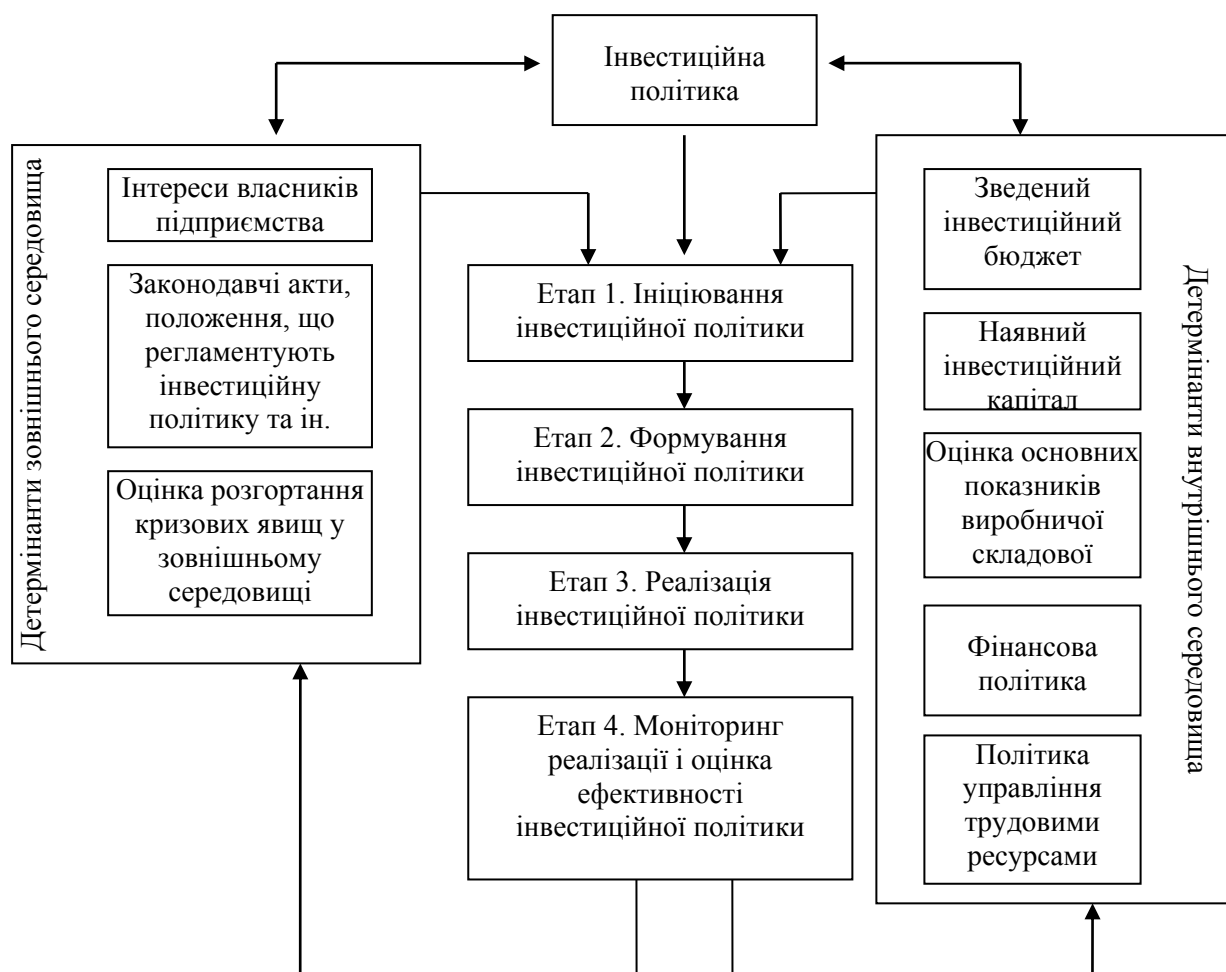 Інвестиційна
політика
Детермінанти зовнішнього середовища
Інтереси власників
підприємства
Законодавчі акти,
положення, що
регламентують
інвестиційну
політику та ін.
Оцінка розгортання
кризових явищ у
зовнішньому
середовищі
Етап 1. Ініціювання
інвестиційної політики
Етап 2. Формування
інвестиційної політики
Етап 3. Реалізація
інвестиційної політики
Етап 4. Моніторинг
реалізації і оцінка
ефективності
інвестиційної політики
Зведений
інвестиційний
бюджет
Наявний
інвестиційний
капітал
Оцінка основних
показників
виробничої
складової
Фінансова
політика
Політика
управління
трудовими
ресурсами
Детермінанти внутрішнього середовища